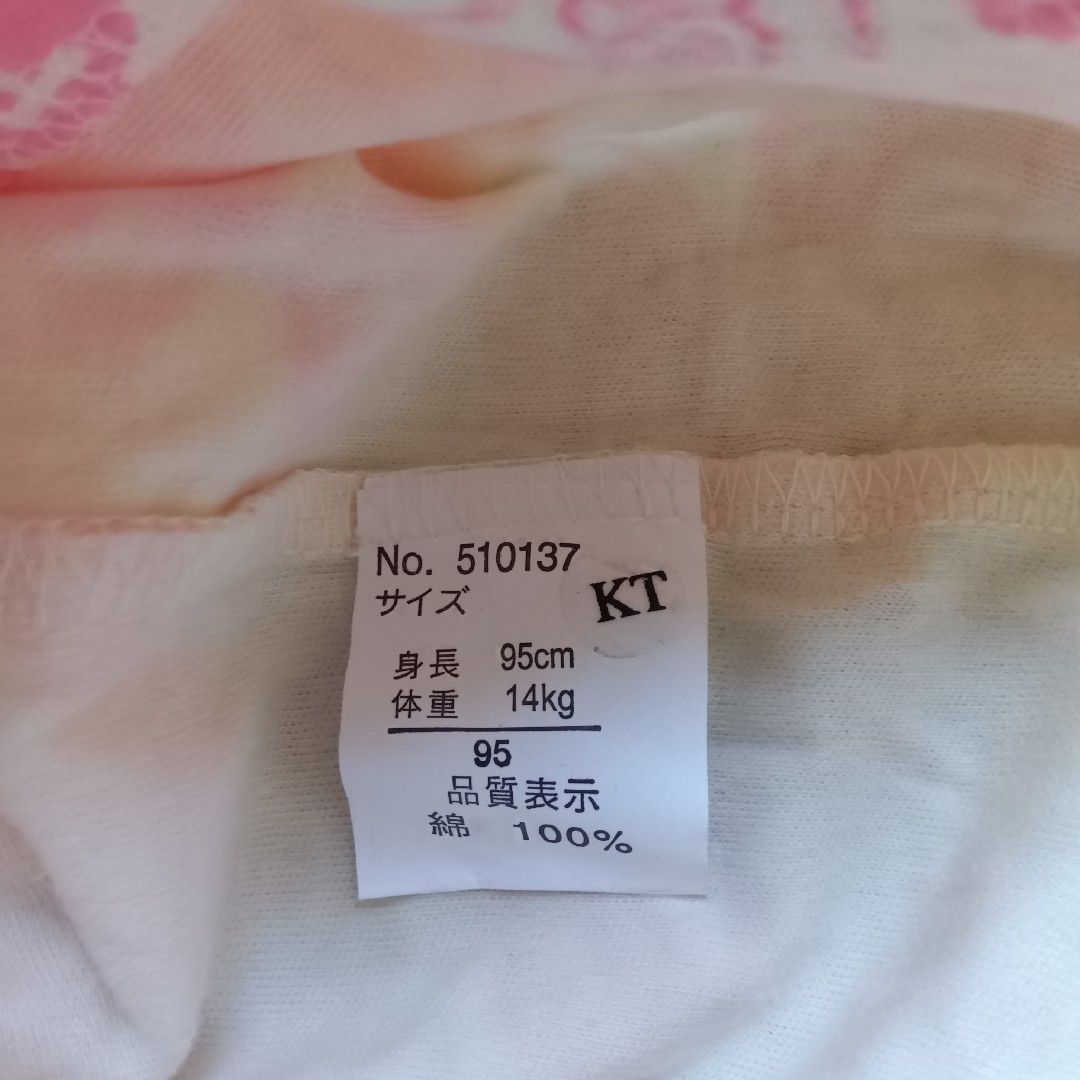 No. 510137
サイズ
KT
身長 95cm
体重 14kg
95
品質表示
綿 100%